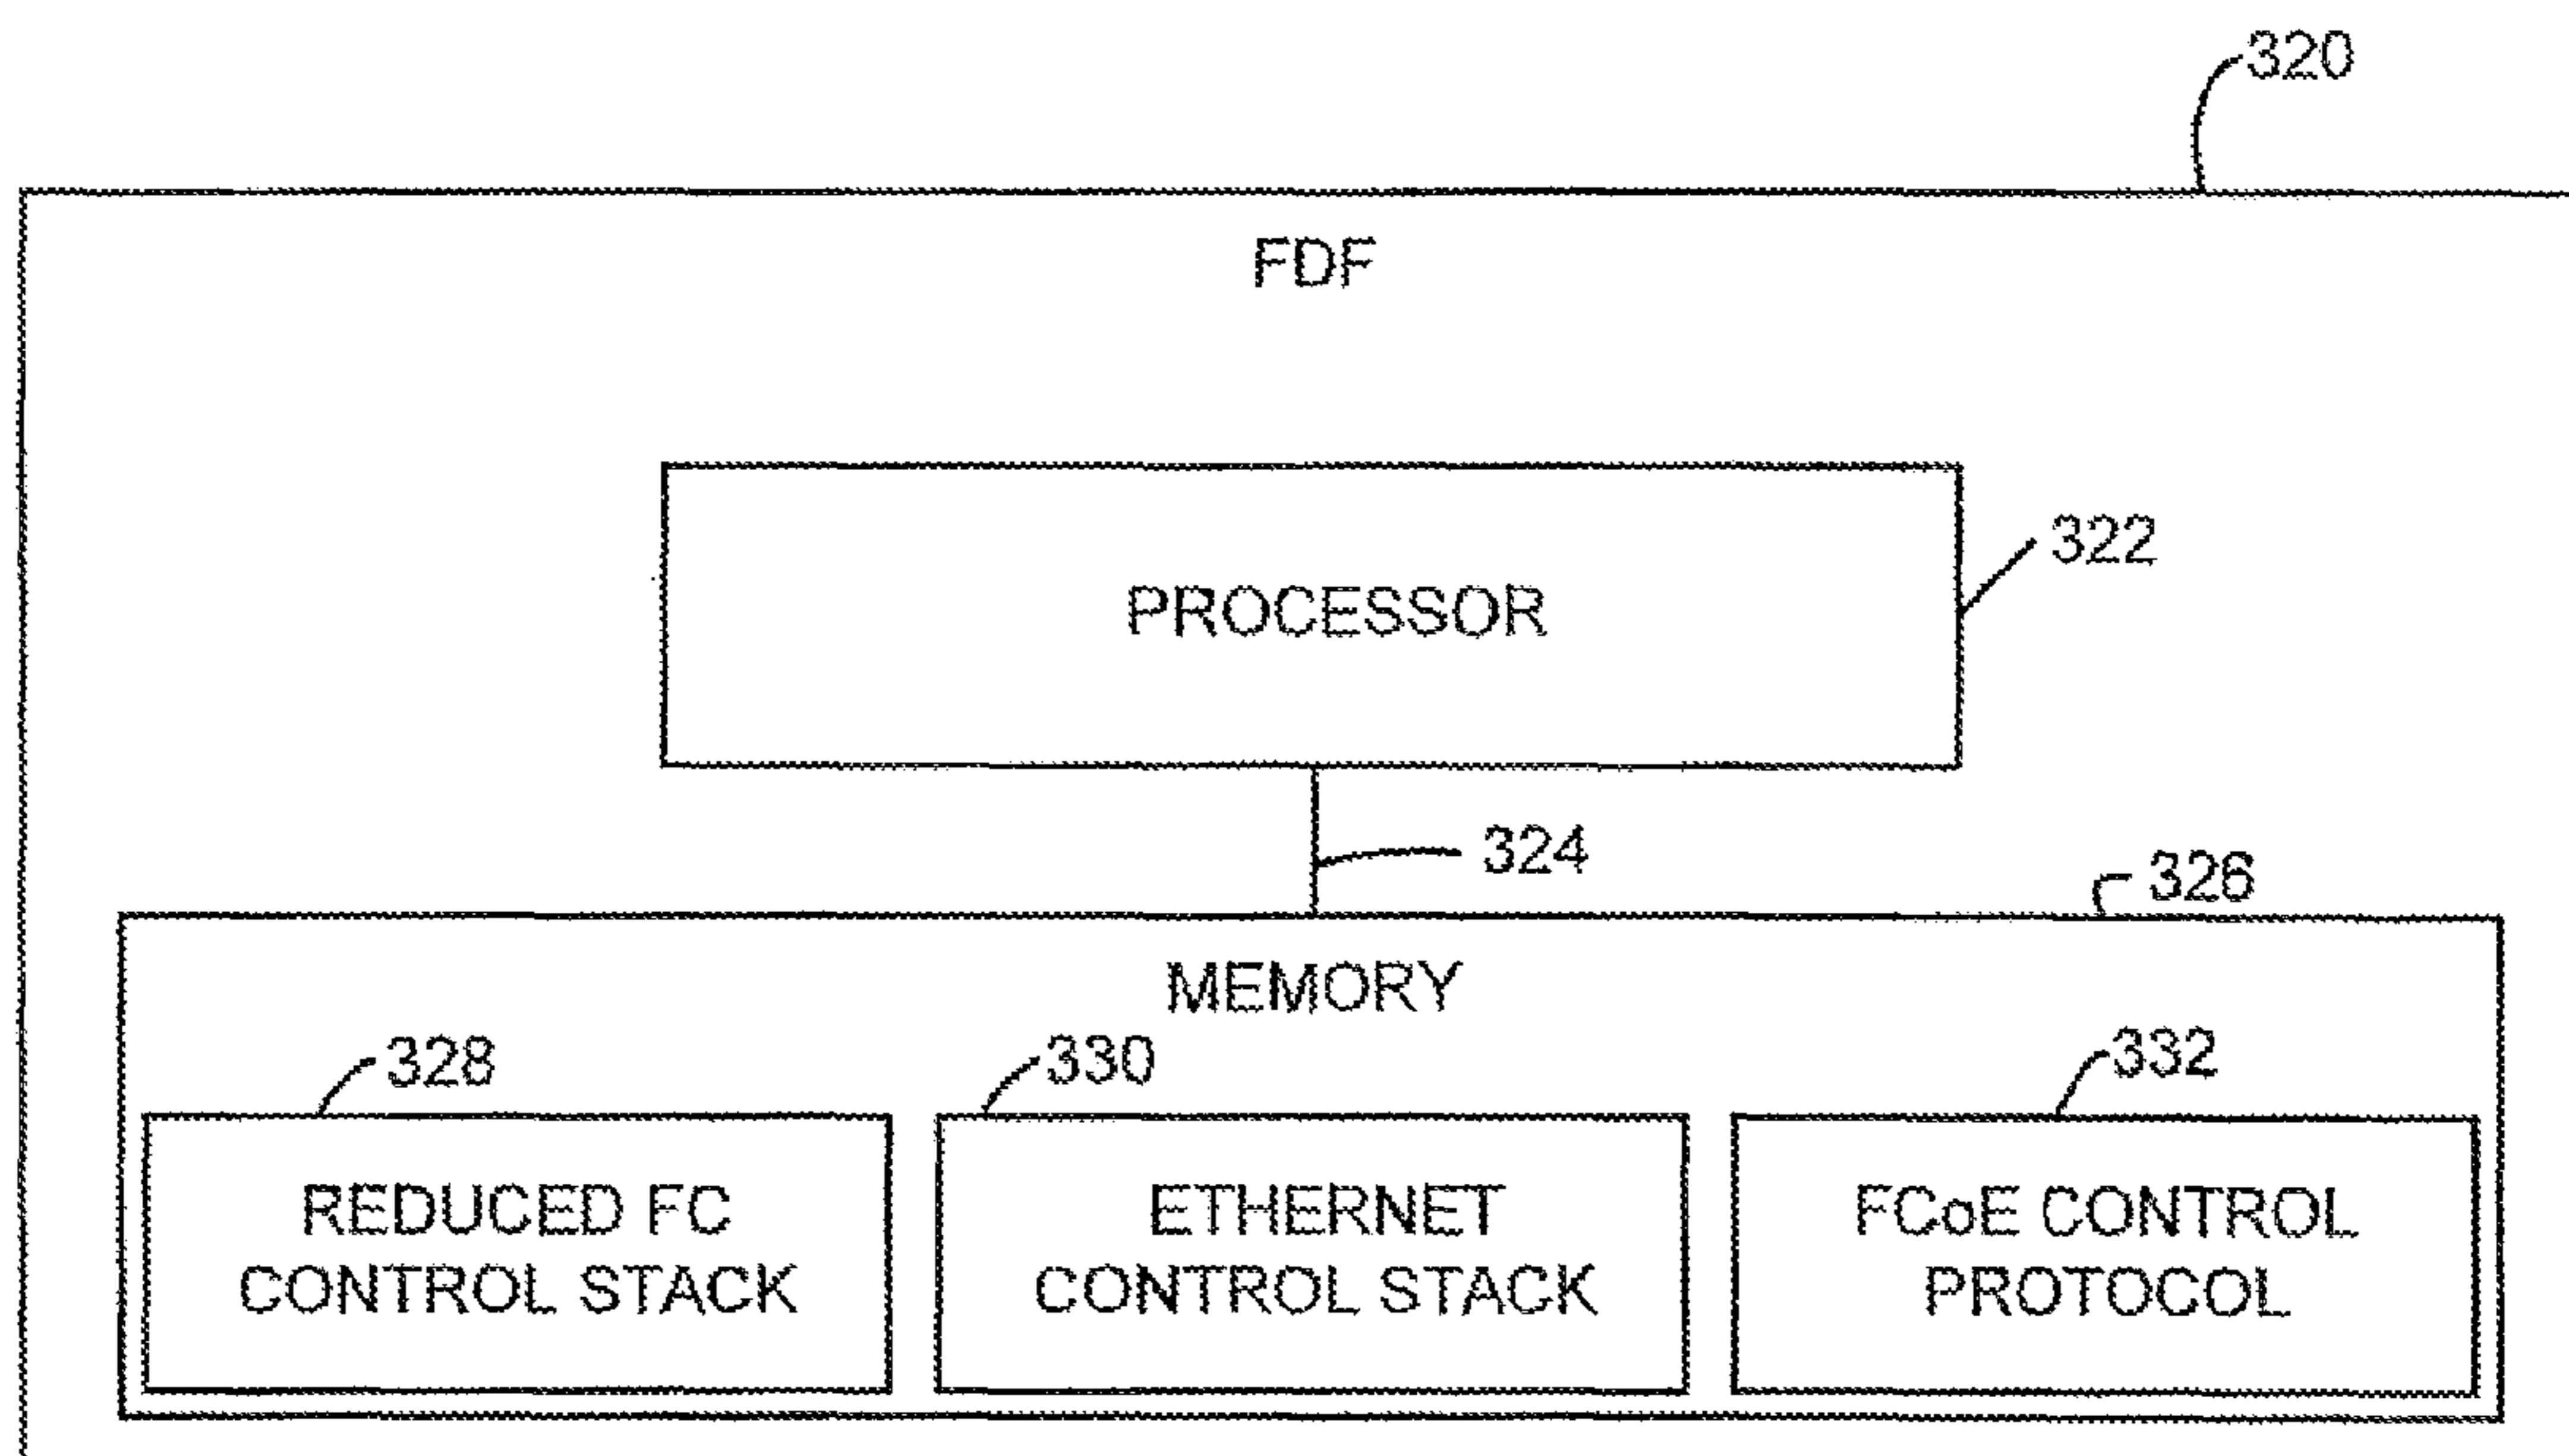 320
FDF
322
PROCESSOR
324
326
MEMORY
328
330
332
REDUCED FC
CONTROL STACK
ETHERNET
CONTROL STACK
FCoE CONTROL
PROTOCOL